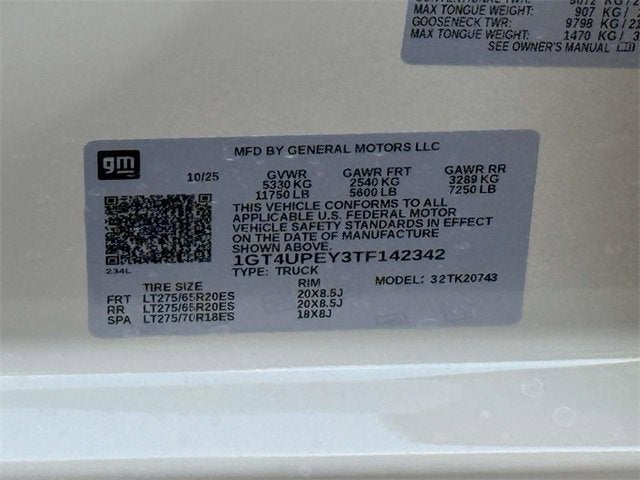 MAX TONGUE WEIGHT: 907 KG/
GOOSENECK TWR: 9798 KG/
MAX TONGUE WEIGHT: 1470 KG/ 3
SEE OWNER'S MANUAL
gm
MFD BY GENERAL MOTORS LLC
10/25
GVWR GAWR FRT GAWR RR
5330 KG 2540 KG 3289 KG
11750 LB 5600 LB 7250 LB
THIS VEHICLE CONFORMS TO ALL
APPLICABLE U.S. FEDERAL MOTOR
VEHICLE SAFETY STANDARDS IN EFFECT
ON THE DATE OF MANUFACTURE
SHOWN ABOVE.
1GT4UPEY3TF142342
234L
TYPE: TRUCK MODEL: 32TK20743
TIRE SIZE RIM
FRT LT275/65R20ES 20X8.5J
RR LT275/65R20ES 20X8.5J
SPA LT275/70R18ES 18X8J